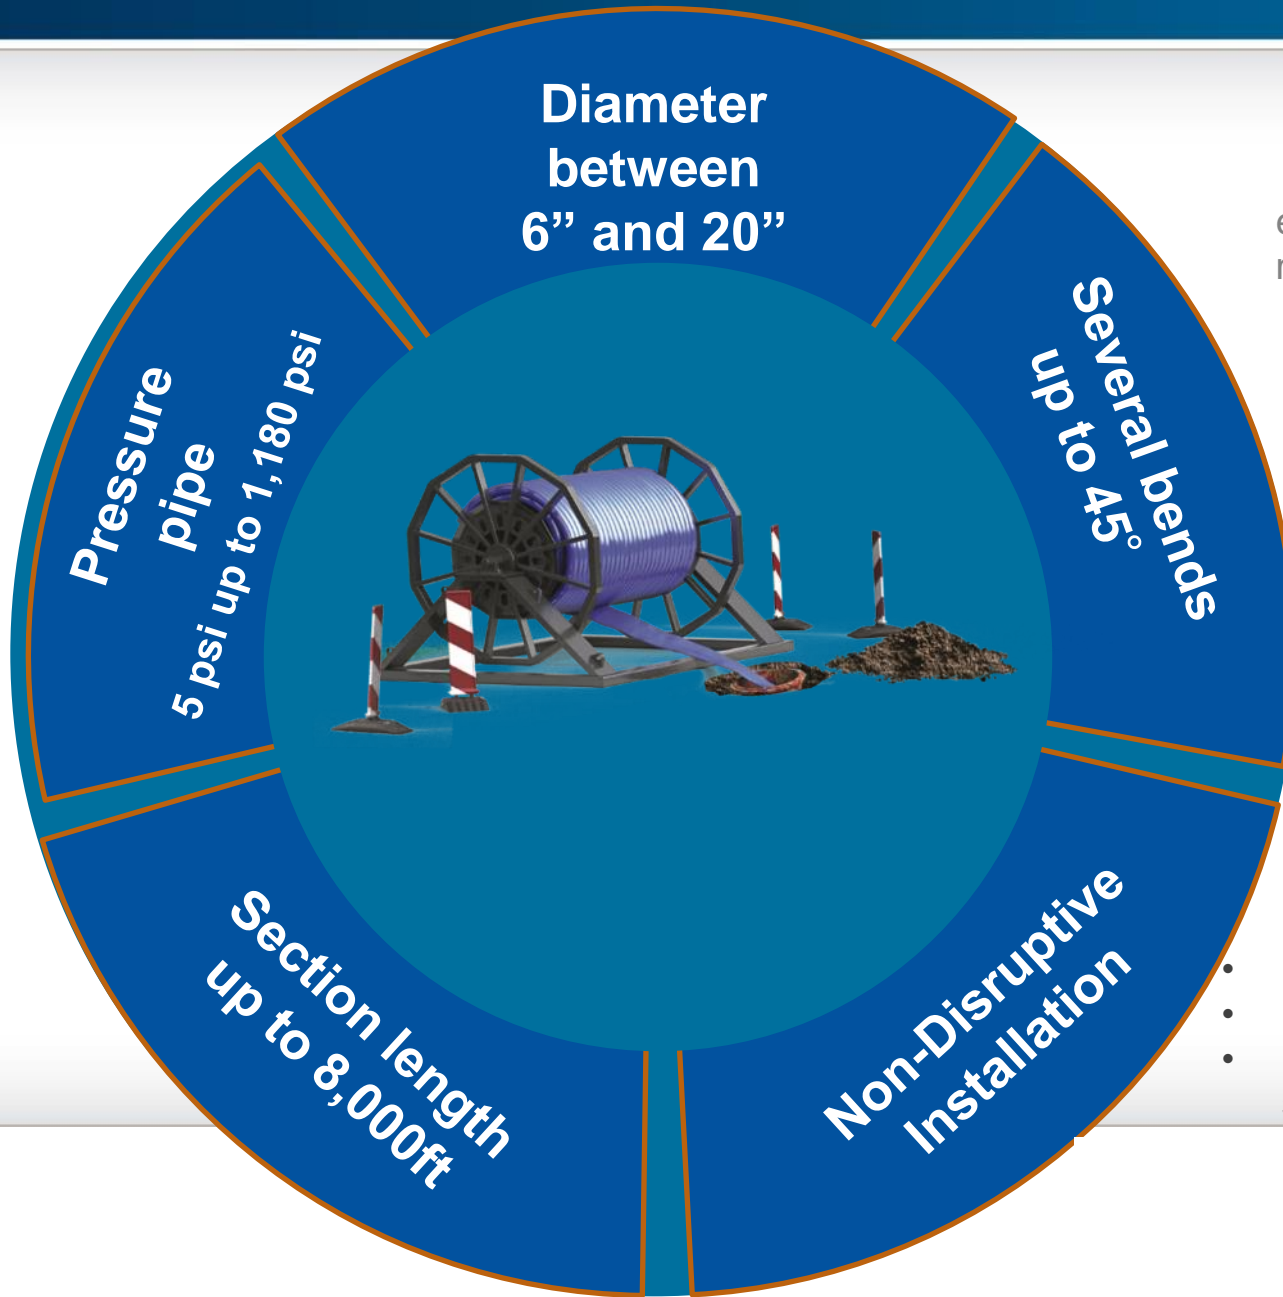 Diameter
between
6” and 20”
Several bends
up to 45°
Non-Disruptive
Installation
Section length
up to 8,000ft
Pressure
pipe
5 psi up to 1,180 psi